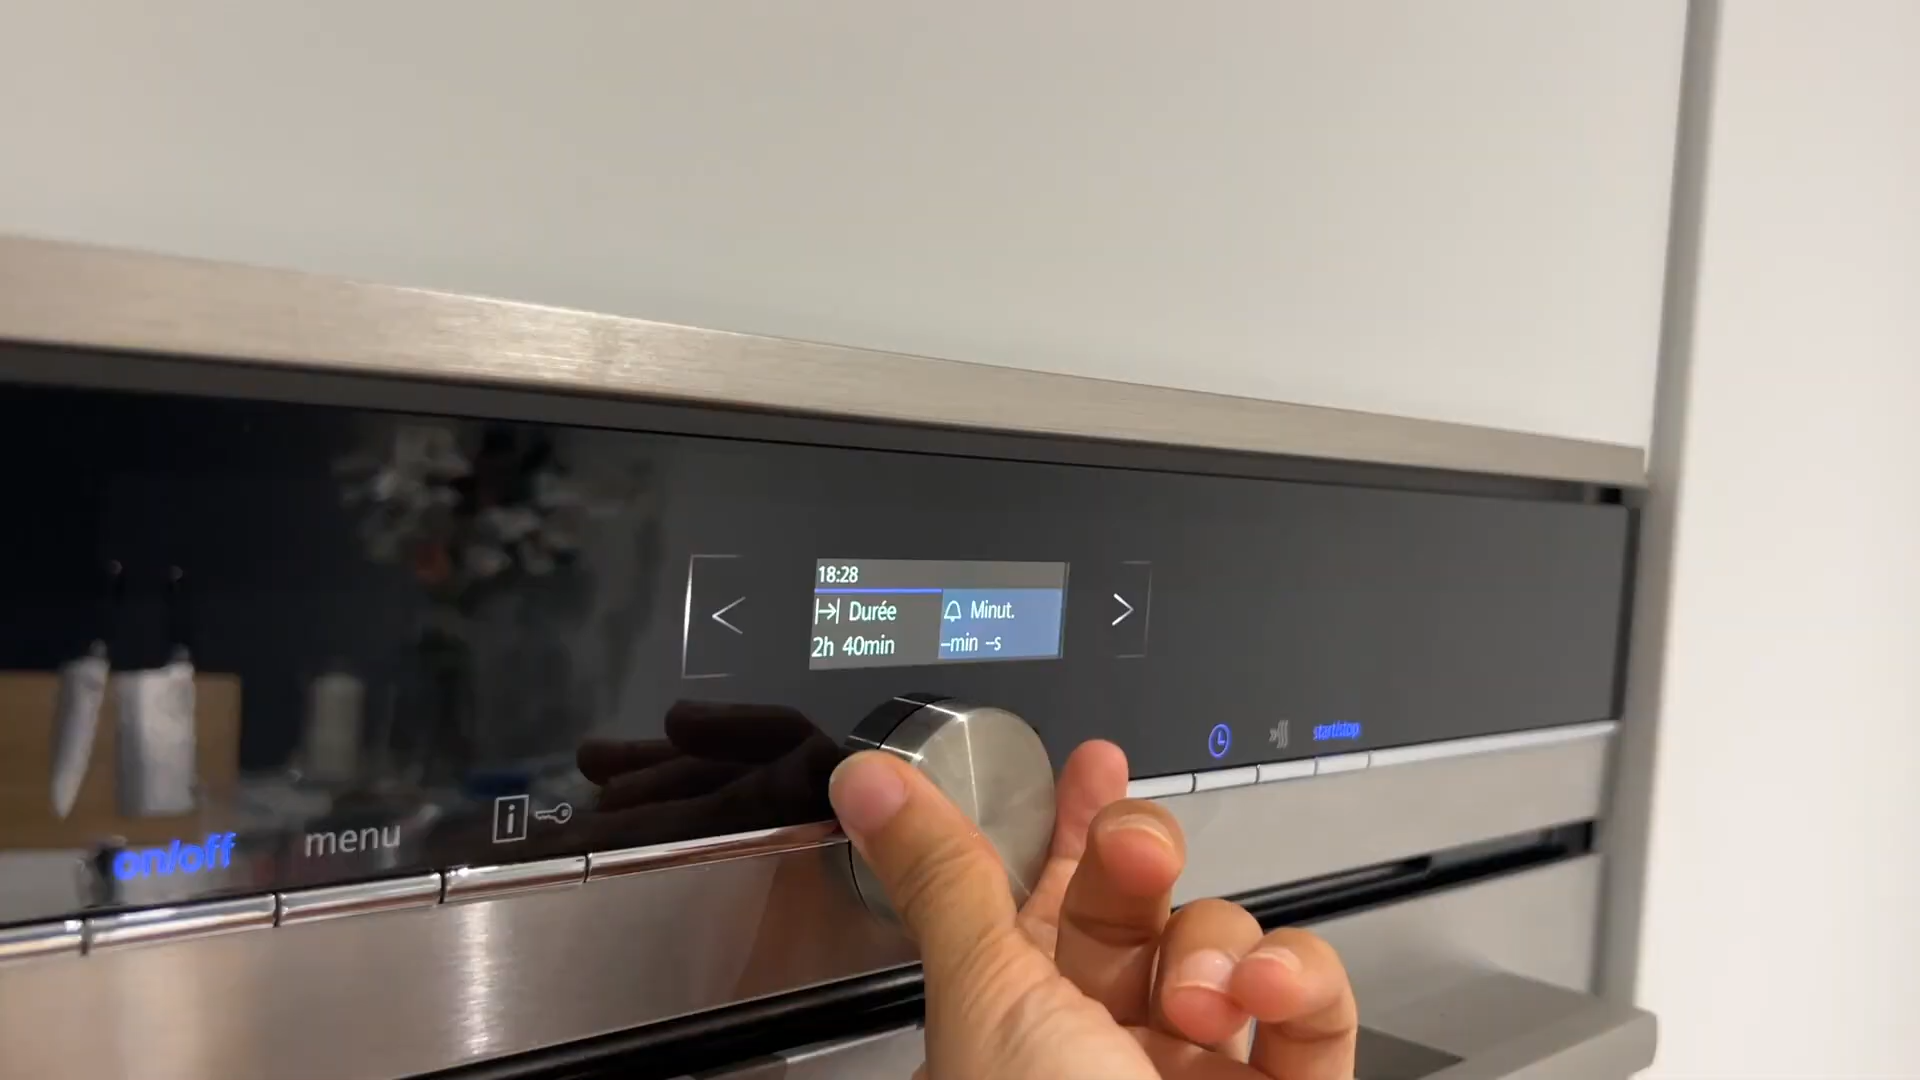 18:28
Durée Minut.
2h 40min --min --s
start/stop
on/off menu i